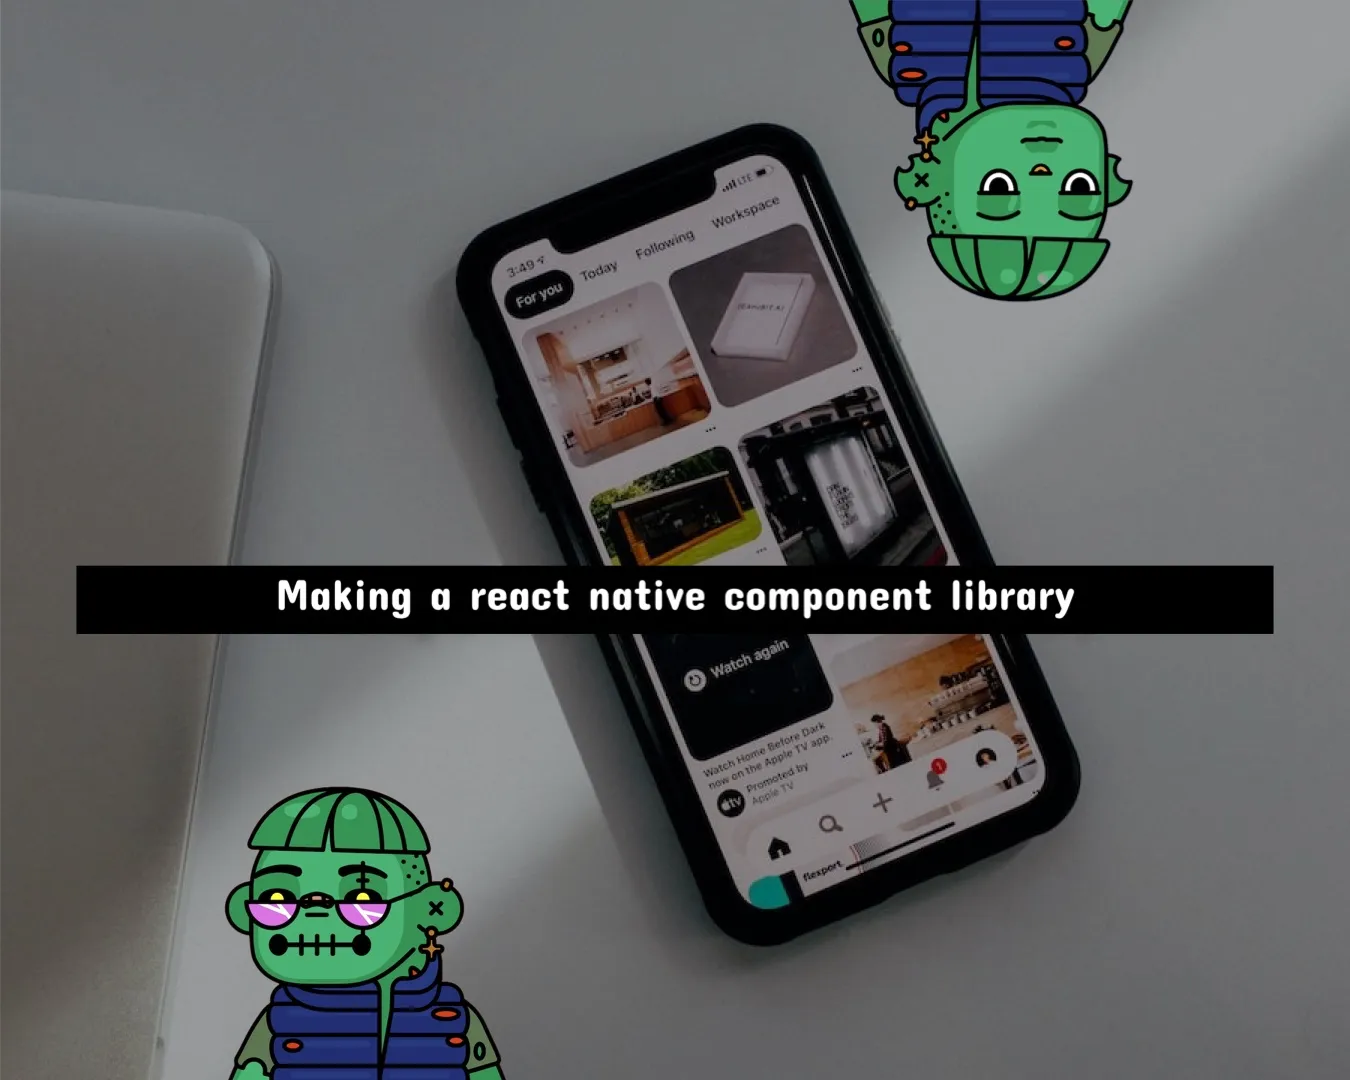 LTE
3:49
For you
Today
Following
Workspace
Making a react native component library
Watch again
Watch Home Before Dark
now on the Apple TV app.
Promoted by
Apple TV
tv
1
flexport.